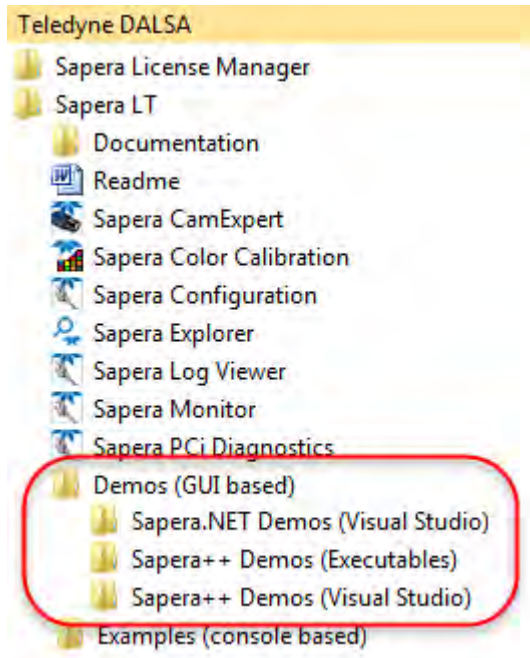 Teledyne DALSA
Sapera License Manager
Sapera LT
Documentation
Readme
Sapera CamExpert
Sapera Color Calibration
Sapera Configuration
Sapera Explorer
Sapera Log Viewer
Sapera Monitor
Sapera PCi Diagnostics
Demos (GUI based)
Sapera.NET Demos (Visual Studio)
Sapera++ Demos (Executables)
Sapera++ Demos (Visual Studio)
Examples (console based)